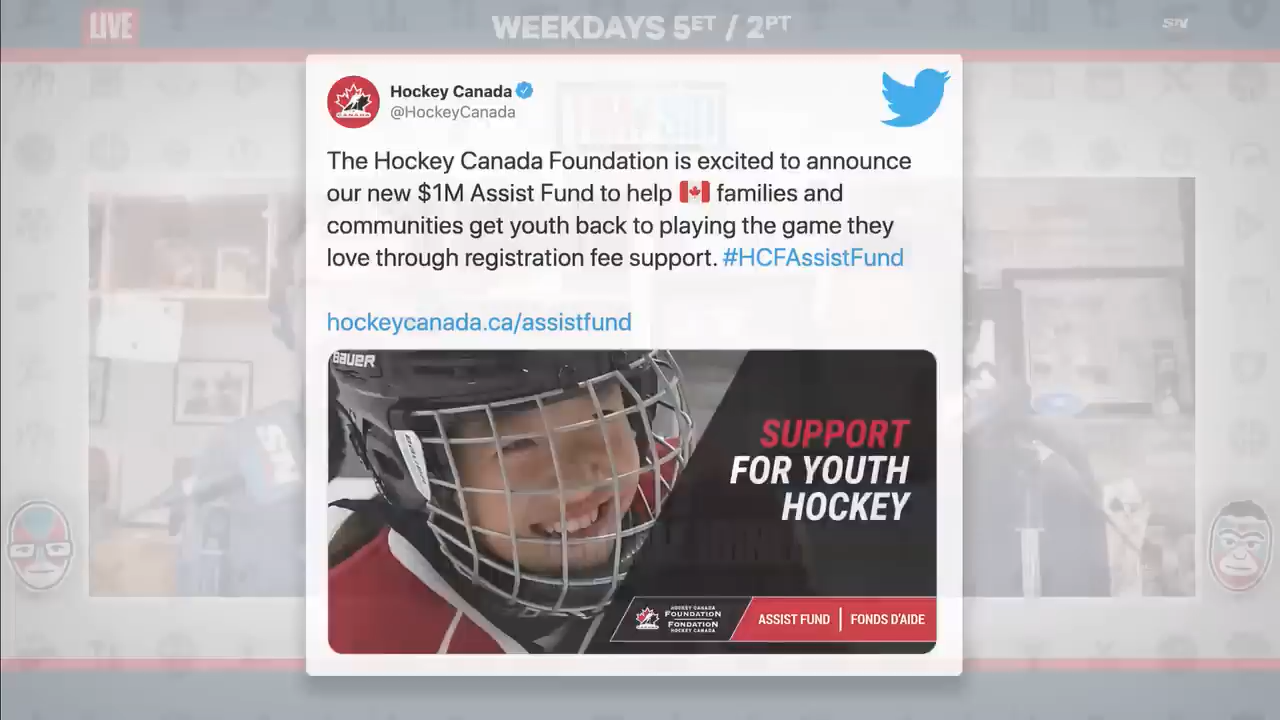 LIVE
WEEKDAYS 5ET / 2PT
SN
Hockey Canada
@HockeyCanada
The Hockey Canada Foundation is excited to announce
our new $1M Assist Fund to help 🇨🇦 families and
communities get youth back to playing the game they
love through registration fee support. #HCFAssistFund
hockeycanada.ca/assistfund
BAUER
SUPPORT
FOR YOUTH
HOCKEY
CANADA
HOCKEY CANADA
FOUNDATION
FONDATION
HOCKEY CANADA
ASSIST FUND | FONDS D'AIDE